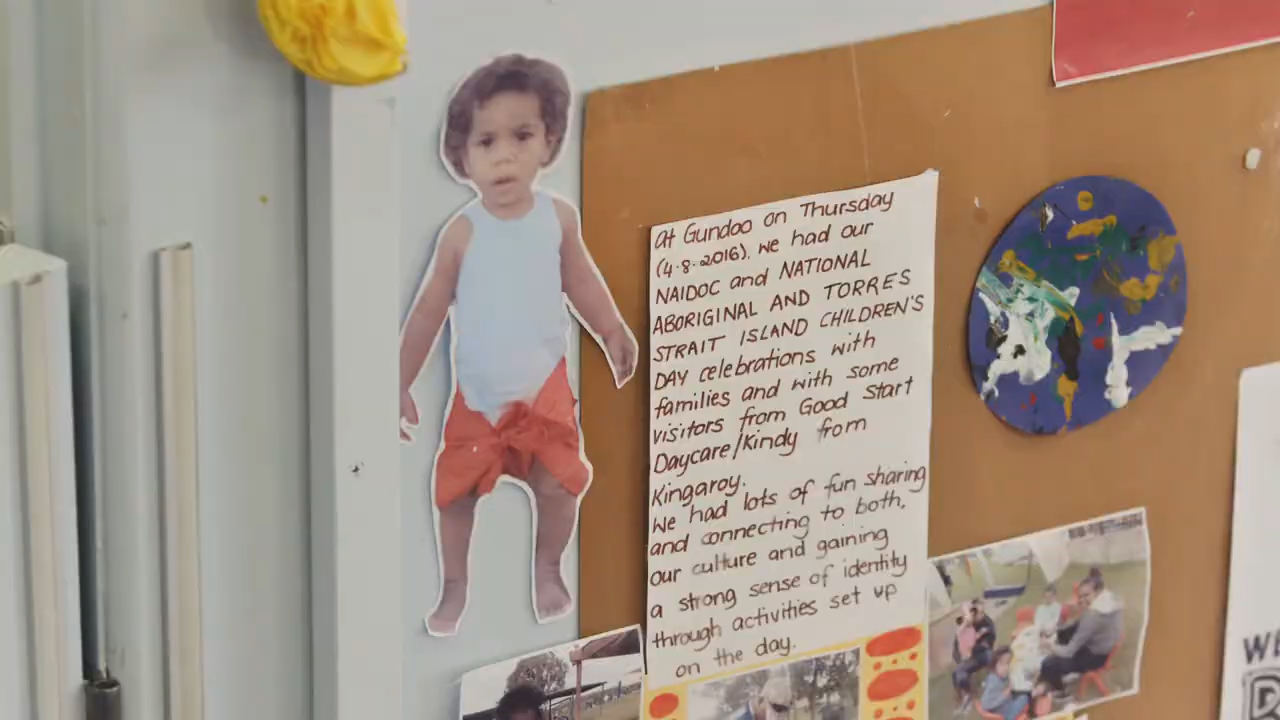 At Gundoo on Thursday
(4.8.2016), we had our
NAIDOC and NATIONAL
ABORIGINAL AND TORRES
STRAIT ISLAND CHILDREN'S
DAY celebrations with
families and with some
visitors from Good Start
Daycare/Kindy from
Kingaroy.
We had lots of fun sharing
and connecting to both,
our culture and gaining
a strong sense of identity
through activities set up
on the day.